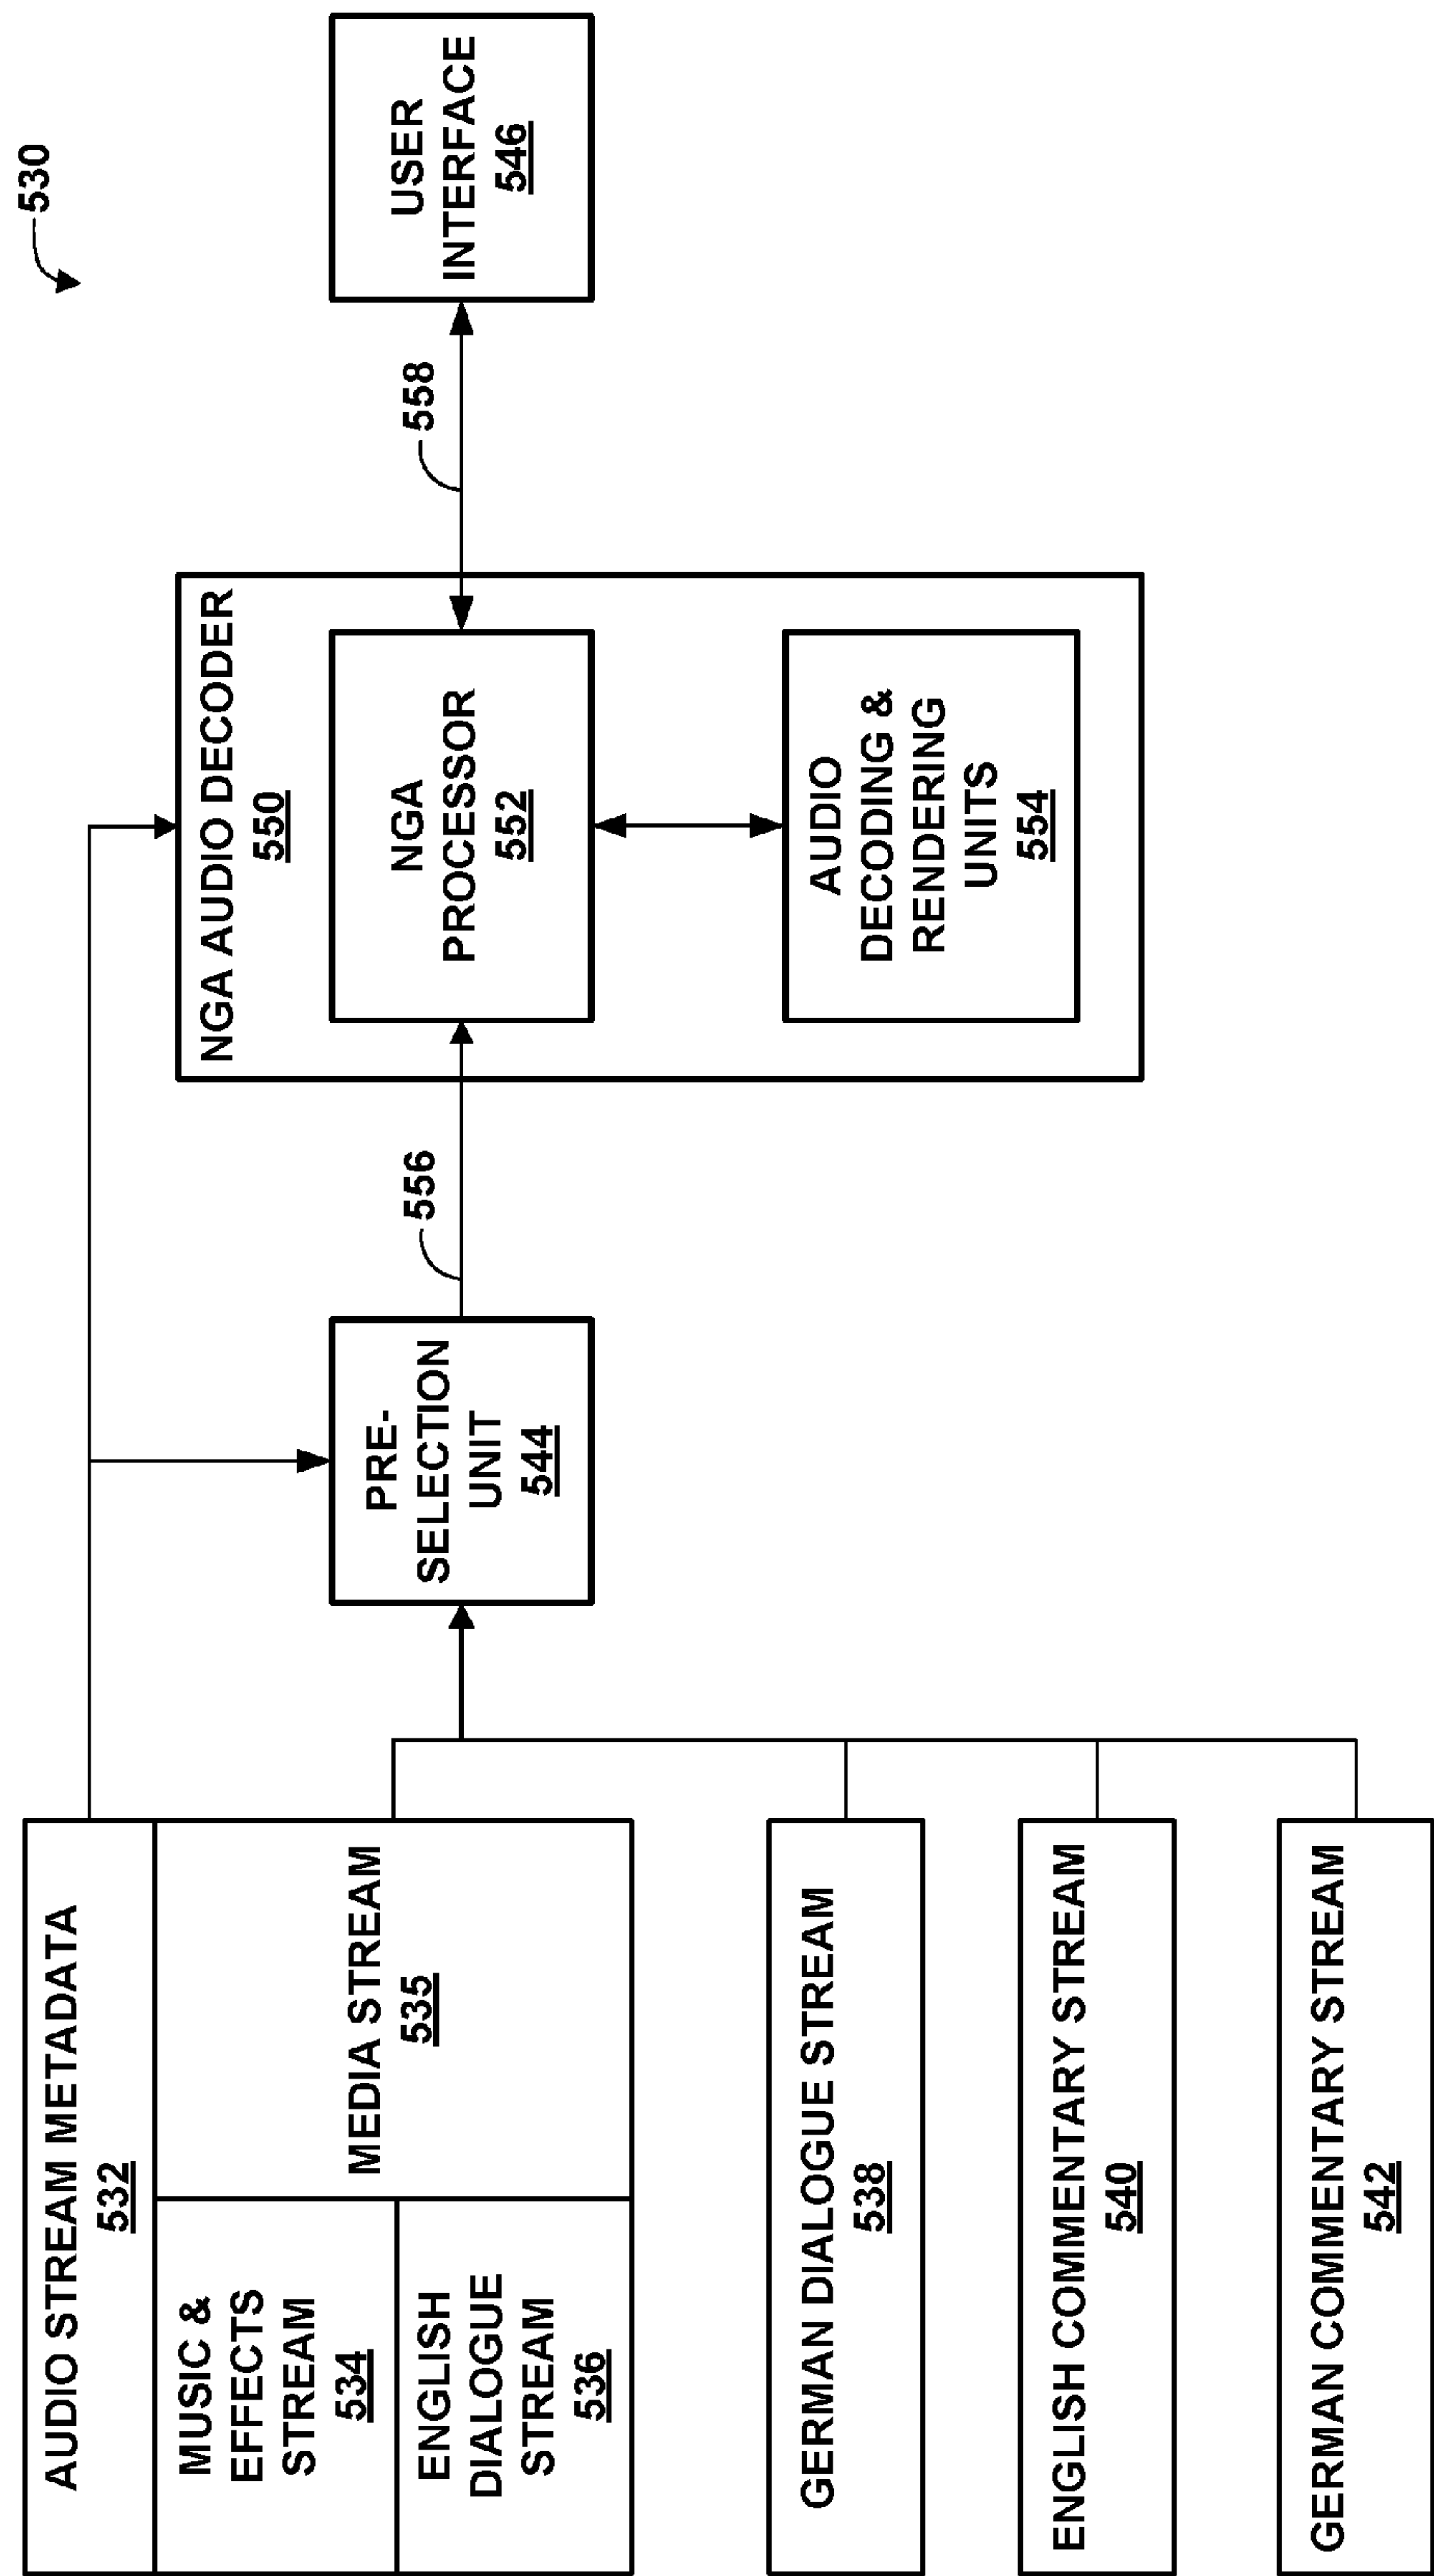 530
AUDIO STREAM METADATA
532
MUSIC &
EFFECTS
STREAM
534
ENGLISH
DIALOGUE
STREAM
536
MEDIA STREAM
535
GERMAN DIALOGUE STREAM
538
ENGLISH COMMENTARY STREAM
540
GERMAN COMMENTARY STREAM
542
PRE-
SELECTION
UNIT
544
556
NGA AUDIO DECODER
550
NGA
PROCESSOR
552
AUDIO
DECODING &
RENDERING
UNITS
554
558
USER
INTERFACE
546